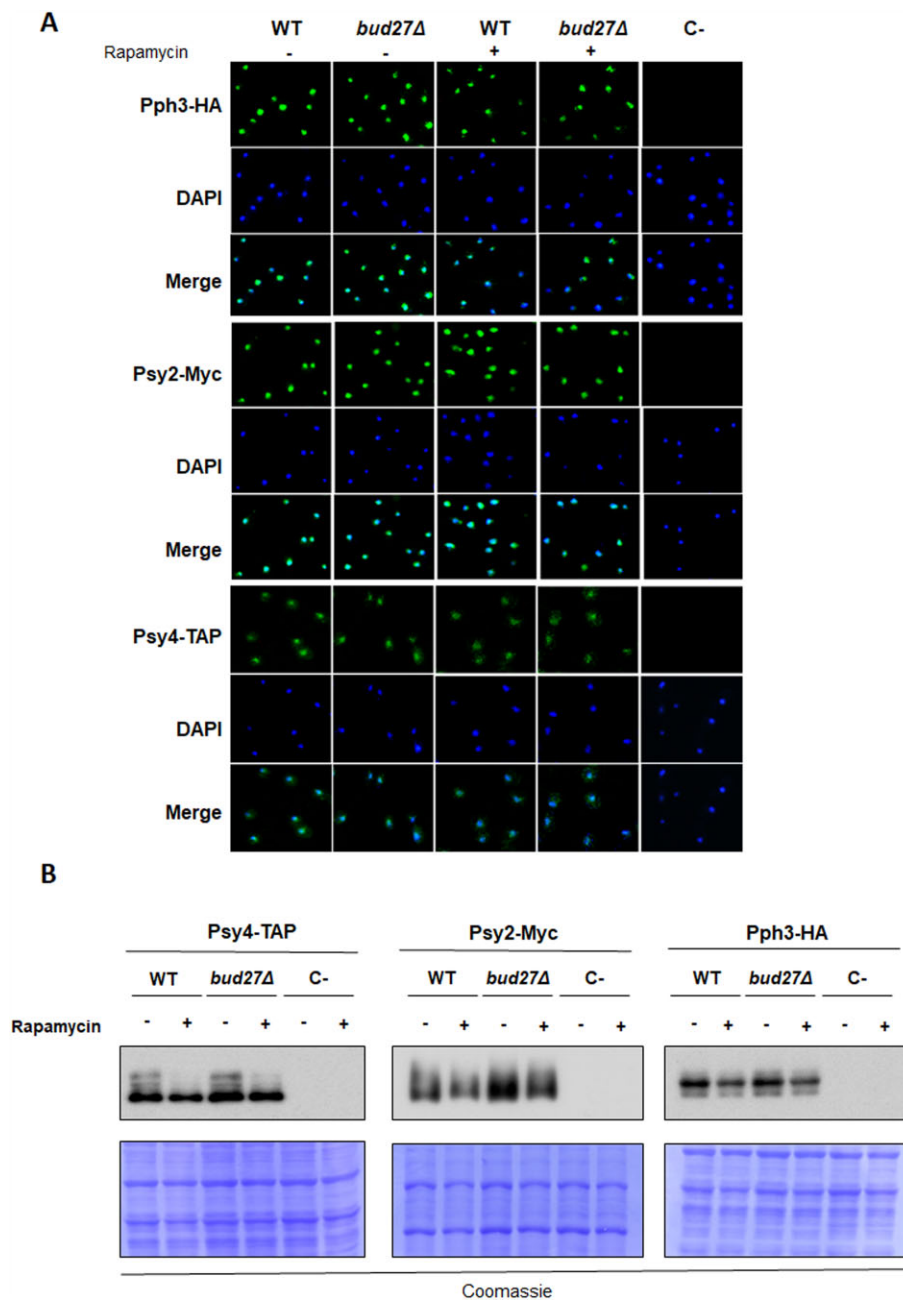 A
WT bud27Δ WT bud27Δ C-
Rapamycin - - + +
Pph3-HA
DAPI
Merge
Psy2-Myc
DAPI
Merge
Psy4-TAP
DAPI
Merge
B
Psy4-TAP Psy2-Myc Pph3-HA
WT bud27Δ C- WT bud27Δ C- WT bud27Δ C-
Rapamycin - + - + - + - + - + - + - + - + - +
Coomassie